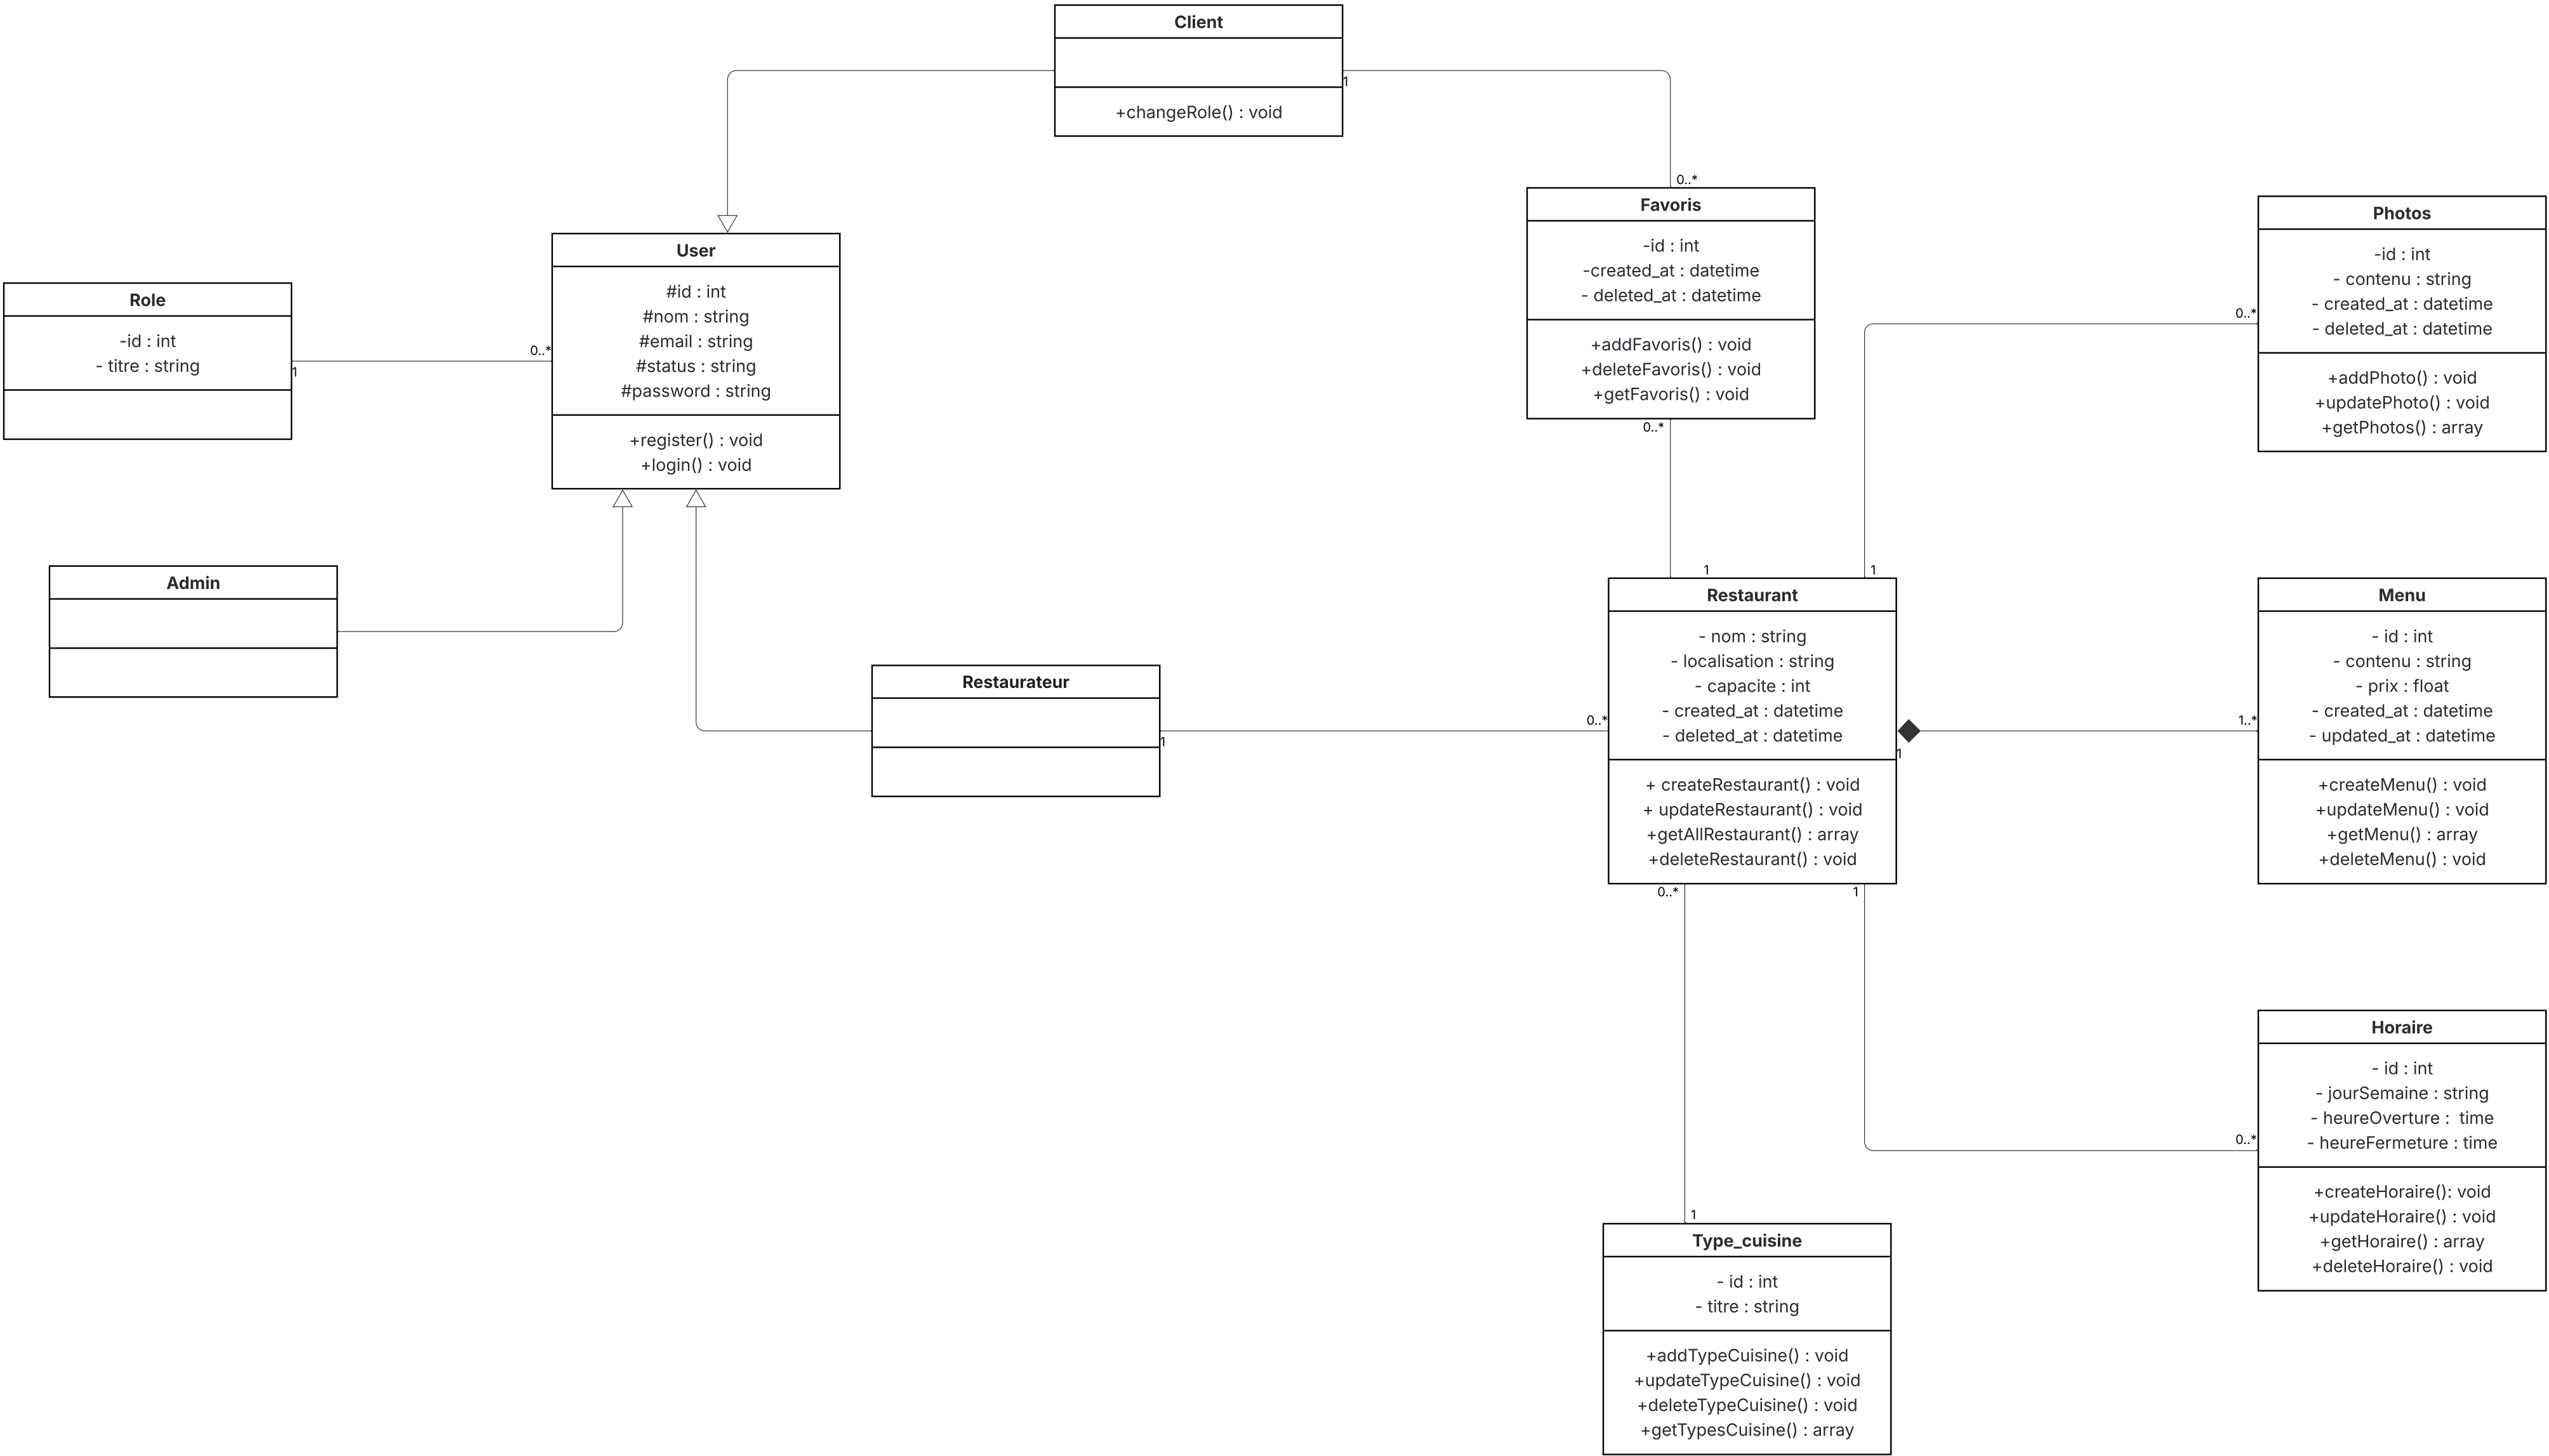 Client
+changeRole() : void
1
0..*
Favoris
-id : int
-created_at : datetime
- deleted_at : datetime
+addFavoris() : void
+deleteFavoris() : void
+getFavoris() : void
0..*
1
Photos
-id : int
- contenu : string
- created_at : datetime
- deleted_at : datetime
+addPhoto() : void
+updatePhoto() : void
+getPhotos() : array
0..*
1
User
#id : int
#nom : string
#email : string
#status : string
#password : string
+register() : void
+login() : void
0..*
1
Role
-id : int
- titre : string
Admin
Restaurateur
1
0..*
Restaurant
- nom : string
- localisation : string
- capacite : int
- created_at : datetime
- deleted_at : datetime
+ createRestaurant() : void
+ updateRestaurant() : void
+getAllRestaurant() : array
+deleteRestaurant() : void
1
1..*
Menu
- id : int
- contenu : string
- prix : float
- created_at : datetime
- updated_at : datetime
+createMenu() : void
+updateMenu() : void
+getMenu() : array
+deleteMenu() : void
0..*
1
1
0..*
Horaire
- id : int
- jourSemaine : string
- heureOverture :  time
- heureFermeture : time
+createHoraire(): void
+updateHoraire() : void
+getHoraire() : array
+deleteHoraire() : void
Type_cuisine
- id : int
- titre : string
+addTypeCuisine() : void
+updateTypeCuisine() : void
+deleteTypeCuisine() : void
+getTypesCuisine() : array